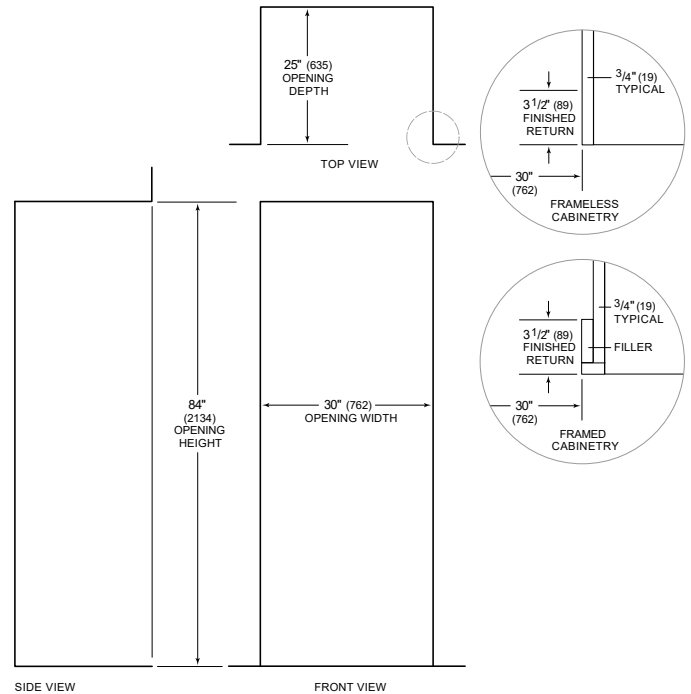 25" (635)
OPENING
DEPTH
TOP VIEW
3 1/2" (89)
FINISHED
RETURN
3/4" (19)
TYPICAL
30"
(762)
FRAMELESS
CABINETRY
3 1/2" (89)
FINISHED
RETURN
3/4" (19)
TYPICAL
FILLER
30"
(762)
FRAMED
CABINETRY
84"
(2134)
OPENING
HEIGHT
30" (762)
OPENING WIDTH
SIDE VIEW
FRONT VIEW